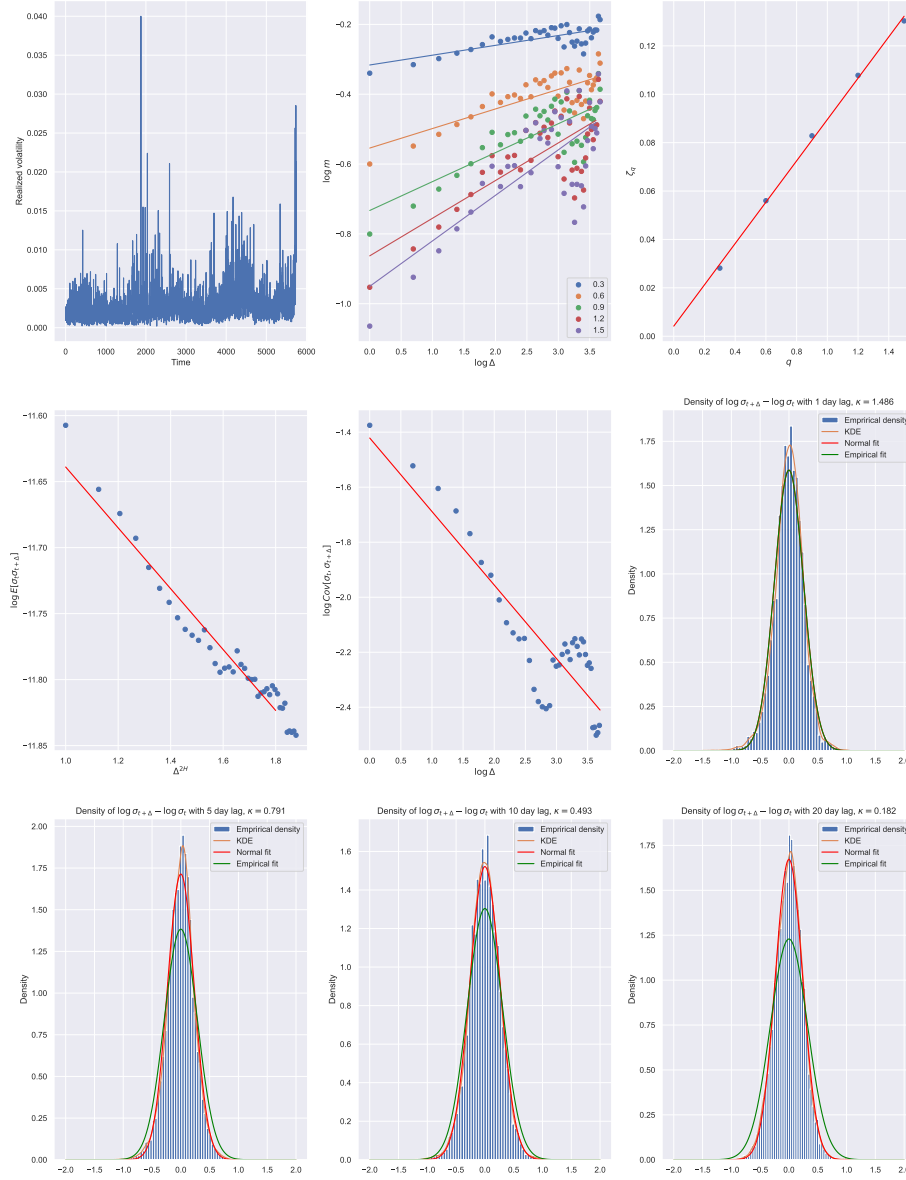 0.040
0.035
0.030
0.025
0.020
0.015
0.010
0.005
0.000
Realized volatility
0 1000 2000 3000 4000 5000 6000
Time
−0.2
−0.4
−0.6
−0.8
−1.0
log m
0.3
0.6
0.9
1.2
1.5
0.0 0.5 1.0 1.5 2.0 2.5 3.0 3.5
log Δ
0.12
0.10
0.08
0.06
0.04
0.02
0.00
ζq
0.0 0.2 0.4 0.6 0.8 1.0 1.2 1.4
q
−11.60
−11.65
−11.70
−11.75
−11.80
−11.85
log E[σtσt+Δ]
1.0 1.2 1.4 1.6 1.8
Δ2H
−1.4
−1.6
−1.8
−2.0
−2.2
−2.4
log Cov[σt, σt+Δ]
0.0 0.5 1.0 1.5 2.0 2.5 3.0 3.5
log Δ
Density of log σt+Δ − log σt with 1 day lag, κ = 1.486
Emprirical density
KDE
Normal fit
Empirical fit
1.75
1.50
1.25
1.00
0.75
0.50
0.25
0.00
Density
−2.0 −1.5 −1.0 −0.5 0.0 0.5 1.0 1.5 2.0
Density of log σt+Δ − log σt with 5 day lag, κ = 0.791
Emprirical density
KDE
Normal fit
Empirical fit
2.00
1.75
1.50
1.25
1.00
0.75
0.50
0.25
0.00
Density
−2.0 −1.5 −1.0 −0.5 0.0 0.5 1.0 1.5 2.0
Density of log σt+Δ − log σt with 10 day lag, κ = 0.493
Emprirical density
KDE
Normal fit
Empirical fit
1.6
1.4
1.2
1.0
0.8
0.6
0.4
0.2
0.0
Density
−2.0 −1.5 −1.0 −0.5 0.0 0.5 1.0 1.5 2.0
Density of log σt+Δ − log σt with 20 day lag, κ = 0.182
Emprirical density
KDE
Normal fit
Empirical fit
1.75
1.50
1.25
1.00
0.75
0.50
0.25
0.00
Density
−2.0 −1.5 −1.0 −0.5 0.0 0.5 1.0 1.5 2.0